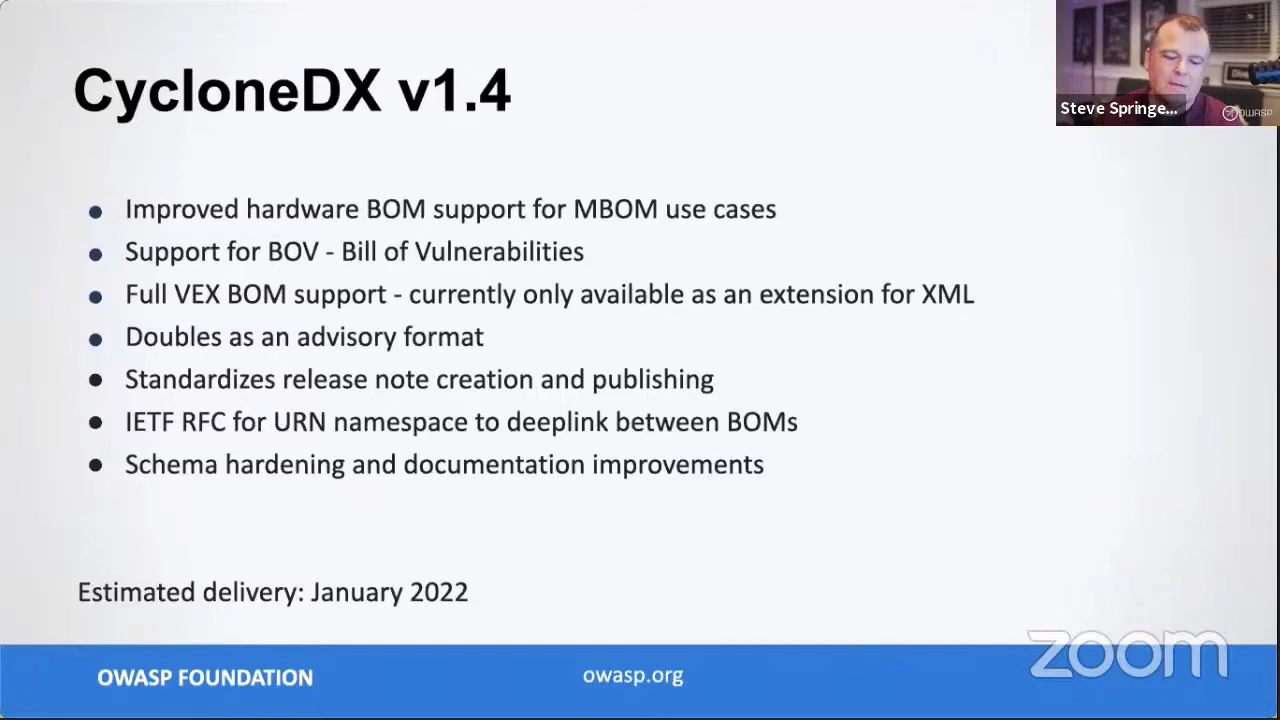 CycloneDX v1.4
Steve Springe...
OWASP
Improved hardware BOM support for MBOM use cases
Support for BOV - Bill of Vulnerabilities
Full VEX BOM support - currently only available as an extension for XML
Doubles as an advisory format
Standardizes release note creation and publishing
IETF RFC for URN namespace to deeplink between BOMs
Schema hardening and documentation improvements
Estimated delivery: January 2022
zoom
OWASP FOUNDATION
owasp.org